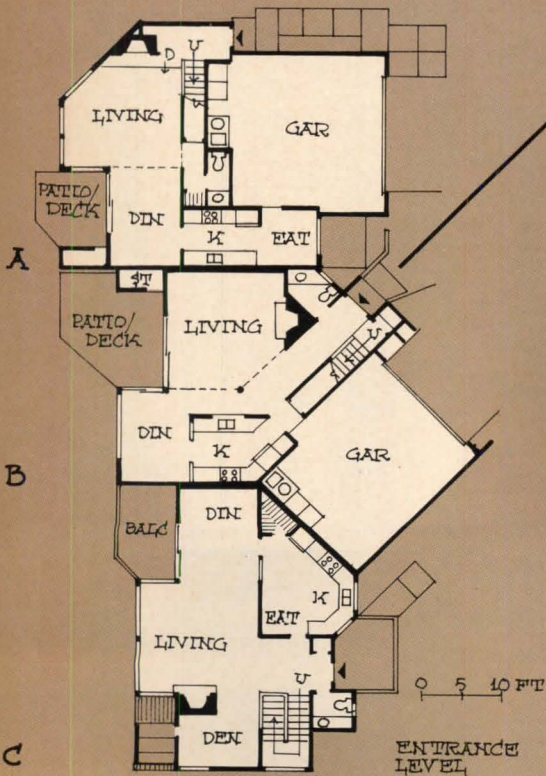 D
U
LIVING
GAR
PATIO/
DECK
DIN
K
EAT
A
ST
PATIO/
DECK
LIVING
U
DIN
K
GAR
B
DIN
BALC
K
EAT
LIVING
U
DEN
0 5 10 FT
C
ENTRANCE
LEVEL